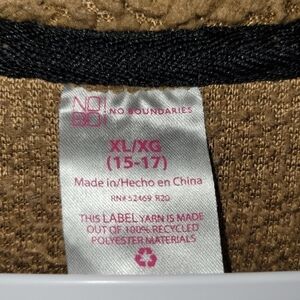 NO!
BO!
NO BOUNDARIES
XL/XG
(15-17)
Made in/Hecho en China
RN# 52469 R20
THIS LABEL YARN IS MADE
OUT OF 100% RECYCLED
POLYESTER MATERIALS